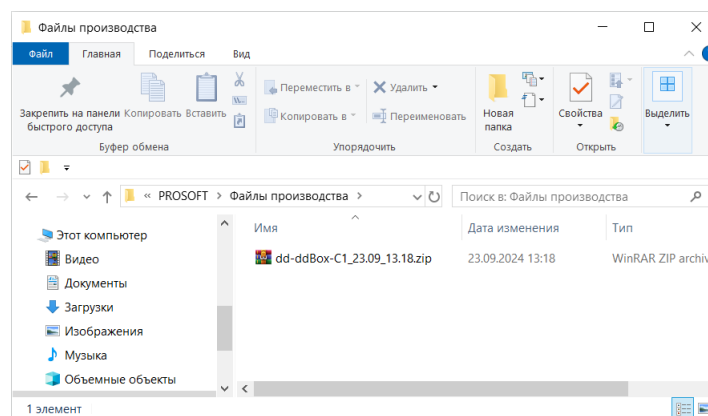 Файлы производства
Файл Главная Поделиться Вид
Закрепить на панели быстрого доступа
Копировать
Вставить
Переместить в
Копировать в
Удалить
Переименовать
Новая папка
Свойства
Выделить
Буфер обмена Упорядочить Создать Открыть
« PROSOFT > Файлы производства >
Поиск в: Файлы производства
Имя Дата изменения Тип
dd-ddBox-C1_23.09_13.18.zip 23.09.2024 13:18 WinRAR ZIP archiv
Этот компьютер
Видео
Документы
Загрузки
Изображения
Музыка
Объемные объекты
1 элемент